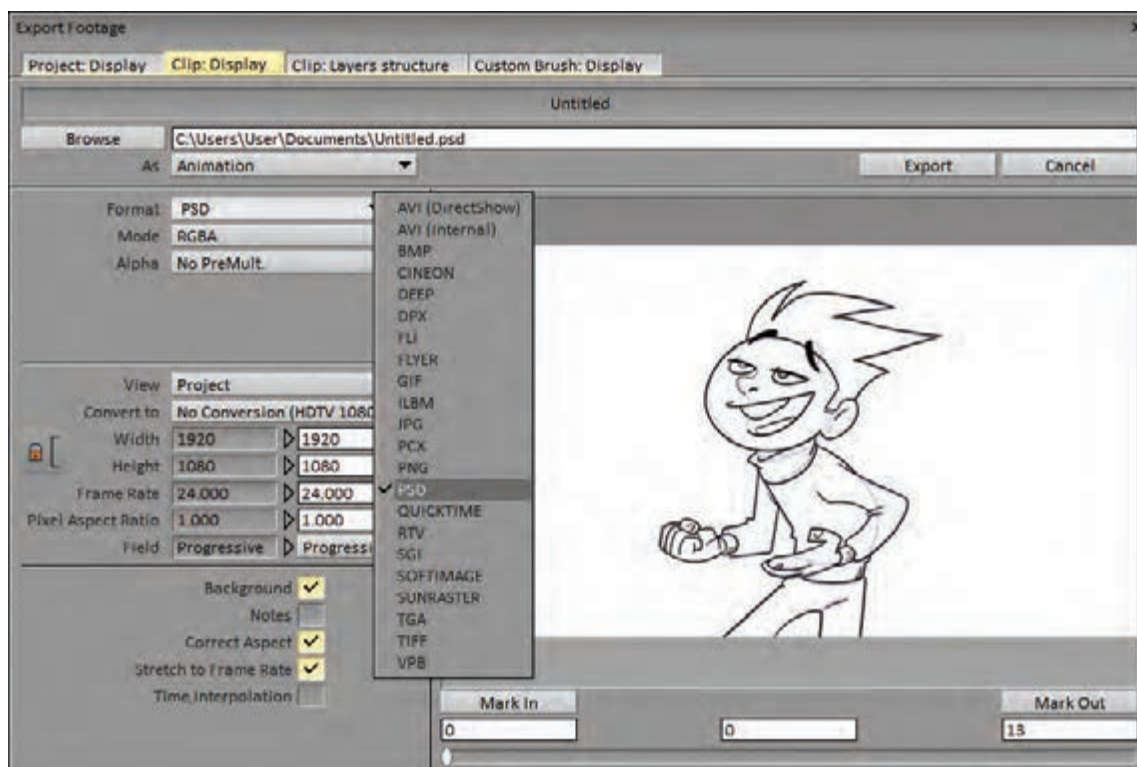 Export Footage
Project: Display Clip: Display Clip: Layers structure Custom Brush: Display
Untitled
Browse C:\Users\User\Documents\Untitled.psd
As Animation Export Cancel
Format PSD
Mode RGBA
Alpha No PreMult.
View Project
Convert to No Conversion (HDTV 1080
Width 1920 1920
Height 1080 1080
Frame Rate 24.000 24.000
Pixel Aspect Ratio 1.000 1.000
Field Progressive Progressi
Background
Notes
Correct Aspect
Stretch to Frame Rate
Time Interpolation
AVI (DirectShow)
AVI (Internal)
BMP
CINEON
DEEP
DPX
FLI
FLYER
GIF
ILBM
JPG
PCX
PNG
PSD
QUICKTIME
RTV
SGI
SOFTIMAGE
SUNRASTER
TGA
TIFF
VPB
Mark In Mark Out
0 0 13